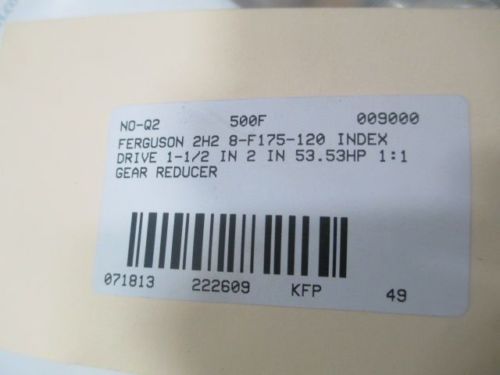 NO-Q2 500F 009000
FERGUSON 2H2 8-F175-120 INDEX
DRIVE 1-1/2 IN 2 IN 53.53HP 1:1
GEAR REDUCER
071813 222609 KFP 49